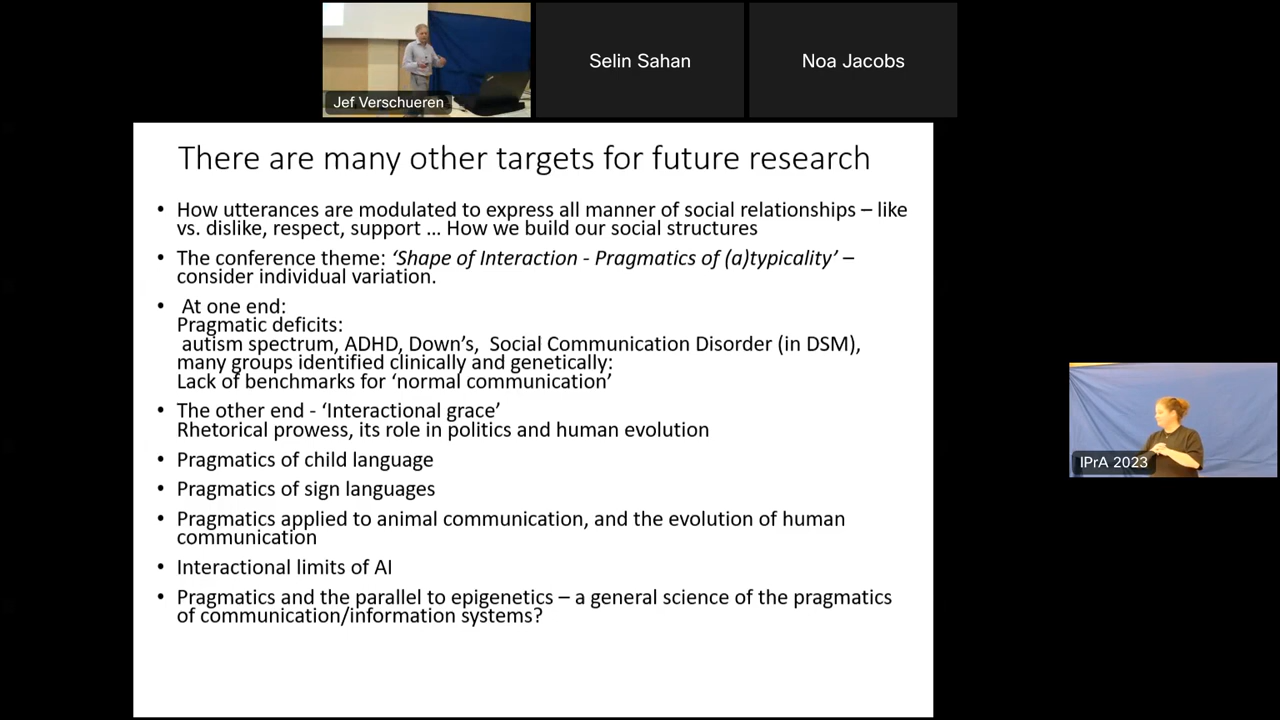 Jef Verschueren
Selin Sahan
Noa Jacobs
There are many other targets for future research
• How utterances are modulated to express all manner of social relationships – like
vs. dislike, respect, support … How we build our social structures
• The conference theme: ‘Shape of Interaction - Pragmatics of (a)typicality’ –
consider individual variation.
• At one end:
Pragmatic deficits:
autism spectrum, ADHD, Down’s, Social Communication Disorder (in DSM),
many groups identified clinically and genetically:
Lack of benchmarks for ‘normal communication’
• The other end - ‘Interactional grace’
Rhetorical prowess, its role in politics and human evolution
• Pragmatics of child language
• Pragmatics of sign languages
• Pragmatics applied to animal communication, and the evolution of human
communication
• Interactional limits of AI
• Pragmatics and the parallel to epigenetics – a general science of the pragmatics
of communication/information systems?
IPrA 2023